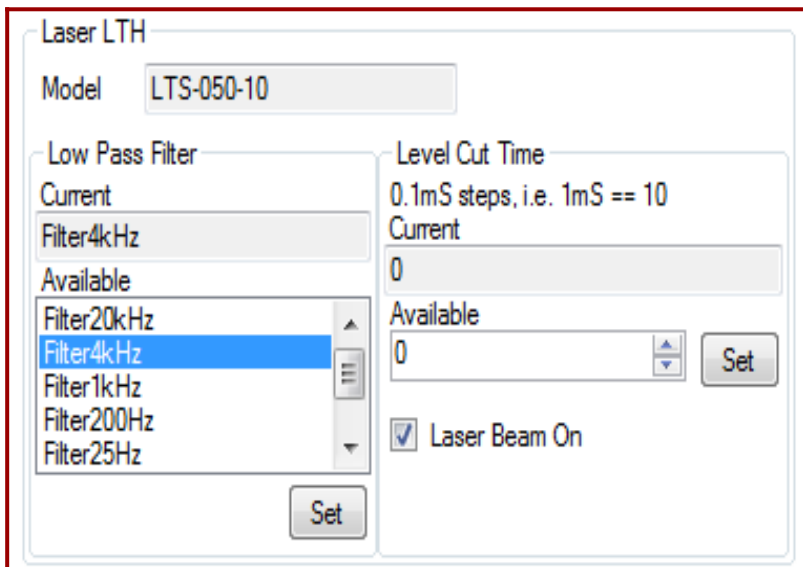 Laser LTH
Model LTS-050-10
Low Pass Filter
Current
Filter4kHz
Available
Filter20kHz
Filter4kHz
Filter1kHz
Filter200Hz
Filter25Hz
Set
Level Cut Time
0.1mS steps, i.e. 1mS == 10
Current
0
Available
0
Set
Laser Beam On